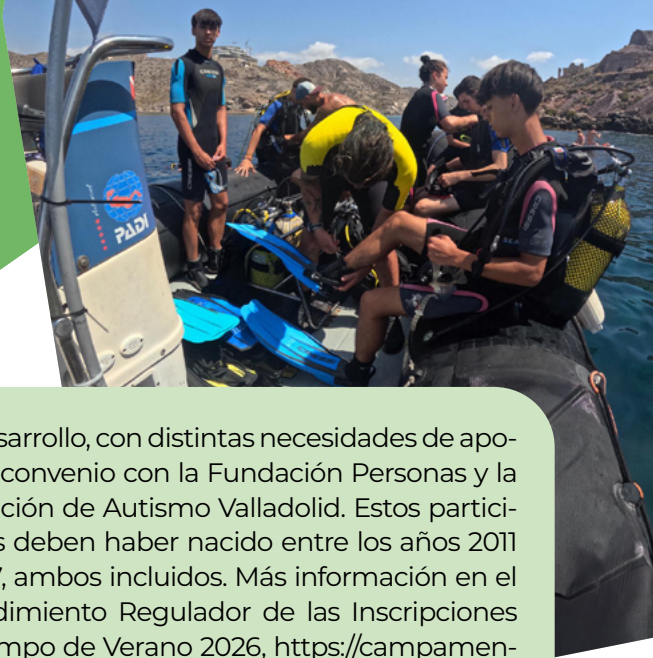 PADI
CRESSI
sarrollo, con distintas necesidades de apo-
convenio con la Fundación Personas y la
ción de Autismo Valladolid. Estos partici-
s deben haber nacido entre los años 2011
, ambos incluidos. Más información en el
dimiento Regulador de las Inscripciones
mpo de Verano 2026, https://campamen-